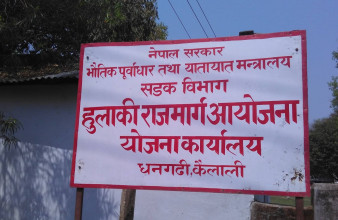 नेपाल सरकार
भौतिक पूर्वाधार तथा यातायात मन्त्रालय
सडक विभाग
हुलाकी राजमार्ग आयोजना
योजना कार्यालय
धनगढी, कैलाली